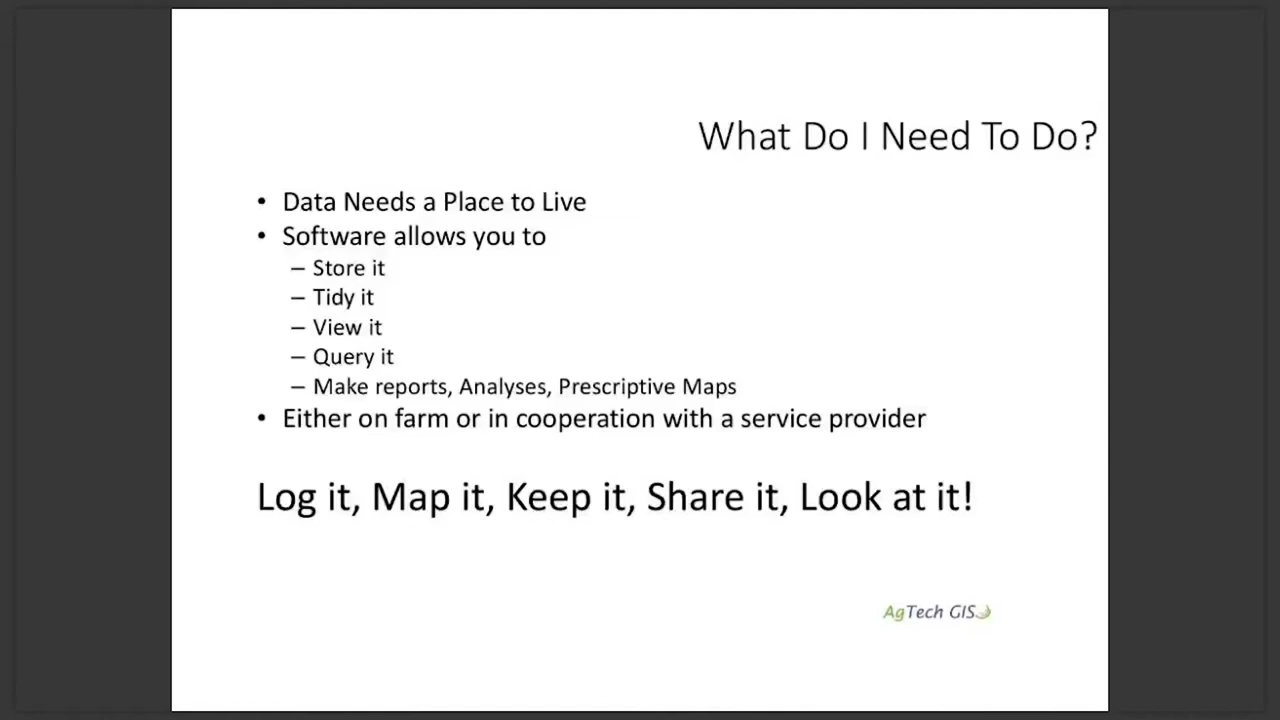 What Do I Need To Do?
• Data Needs a Place to Live
• Software allows you to
– Store it
– Tidy it
– View it
– Query it
– Make reports, Analyses, Prescriptive Maps
• Either on farm or in cooperation with a service provider
Log it, Map it, Keep it, Share it, Look at it!
AgTech GIS